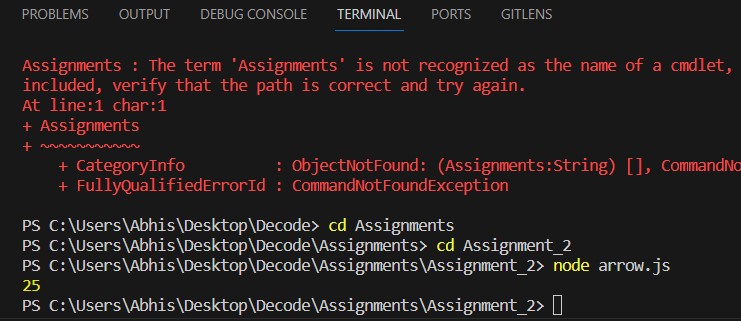 PROBLEMS OUTPUT DEBUG CONSOLE TERMINAL PORTS GITLENS
Assignments : The term 'Assignments' is not recognized as the name of a cmdlet,
included, verify that the path is correct and try again.
At line:1 char:1
+ Assignments
+ ~~~~~~~~~~~
    + CategoryInfo          : ObjectNotFound: (Assignments:String) [], CommandNo
    + FullyQualifiedErrorId : CommandNotFoundException
PS C:\Users\Abhis\Desktop\Decode> cd Assignments
PS C:\Users\Abhis\Desktop\Decode\Assignments> cd Assignment_2
PS C:\Users\Abhis\Desktop\Decode\Assignments\Assignment_2> node arrow.js
25
PS C:\Users\Abhis\Desktop\Decode\Assignments\Assignment_2>